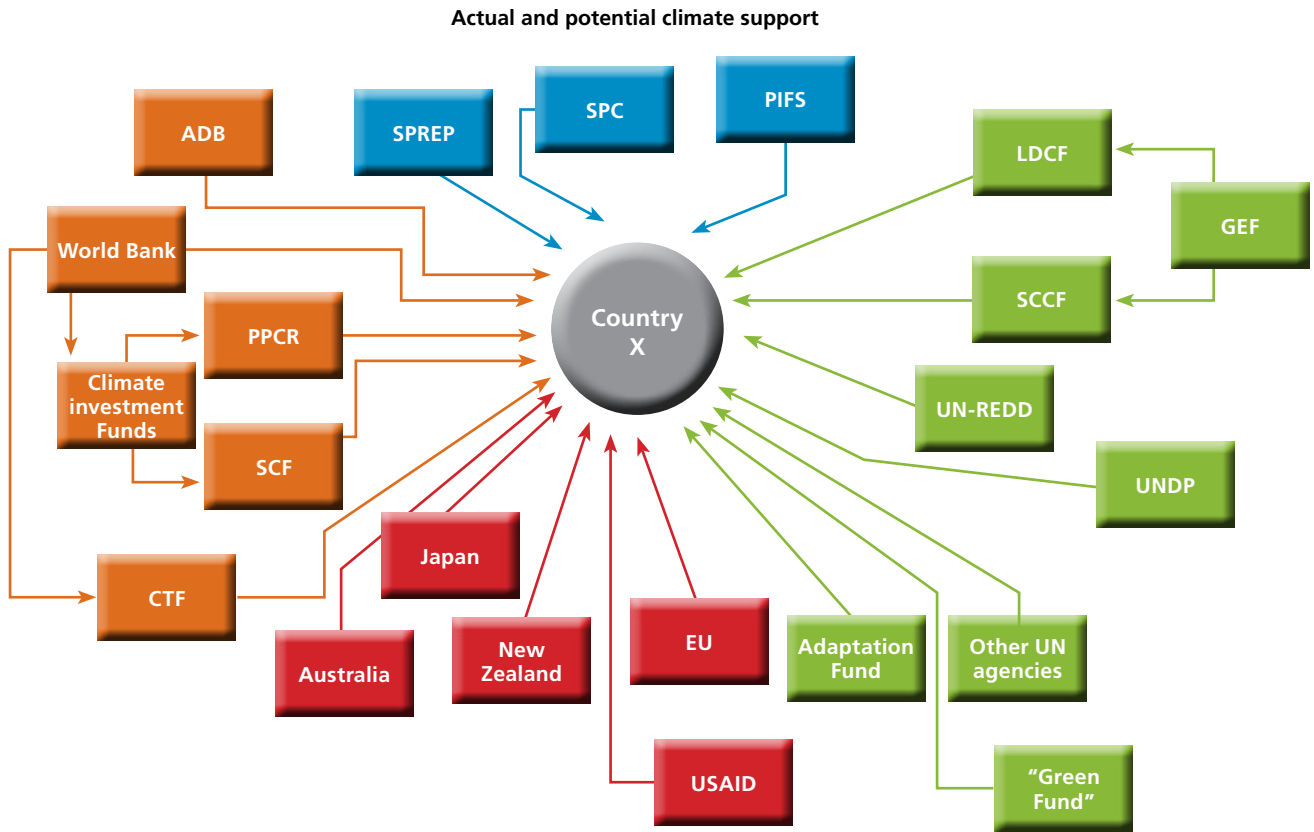 Actual and potential climate support
ADB
SPREP
SPC
PIFS
LDCF
GEF
World Bank
SCCF
PPCR
Country
X
Climate
investment
Funds
UN-REDD
SCF
UNDP
Japan
CTF
Australia
New
Zealand
EU
Adaptation
Fund
Other UN
agencies
USAID
“Green
Fund”